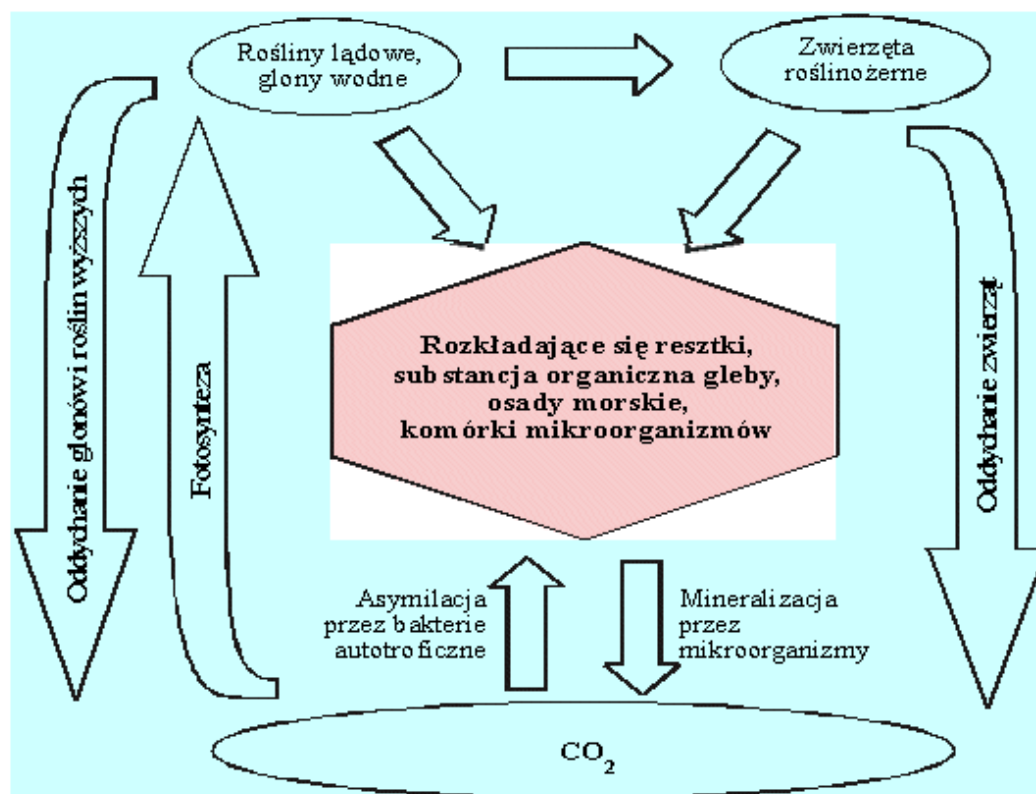 Rośliny lądowe,
glony wodne
Zwierzęta
roślinożerne
Oddychanie glonów i roślin wyższych
Fotosynteza
Rozkładające się resztki,
substancja organiczna gleby,
osady morskie,
komórki mikroorganizmów
Oddychanie zwierząt
Asymilacja
przez bakterie
autotroficzne
Mineralizacja
przez
mikroorganizmy
CO₂